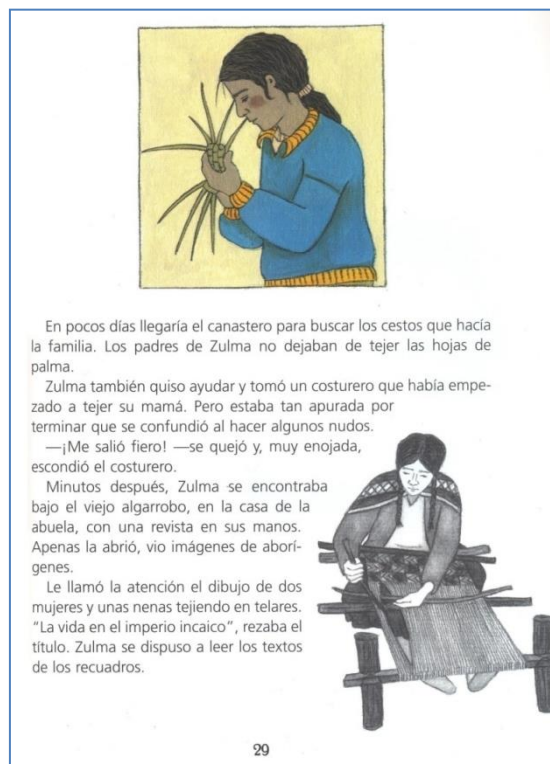 En pocos días llegaría el canastero para buscar los cestos que hacía
la familia. Los padres de Zulma no dejaban de tejer las hojas de
palma.
Zulma también quiso ayudar y tomó un costurero que había empe-
zado a tejer su mamá. Pero estaba tan apurada por
terminar que se confundió al hacer algunos nudos.
—¡Me salió fiero! —se quejó y, muy enojada,
escondió el costurero.
Minutos después, Zulma se encontraba
bajo el viejo algarrobo, en la casa de la
abuela, con una revista en sus manos.
Apenas la abrió, vio imágenes de aborí-
genes.
Le llamó la atención el dibujo de dos
mujeres y unas nenas tejiendo en telares.
"La vida en el imperio incaico", rezaba el
título. Zulma se dispuso a leer los textos
de los recuadros.
29